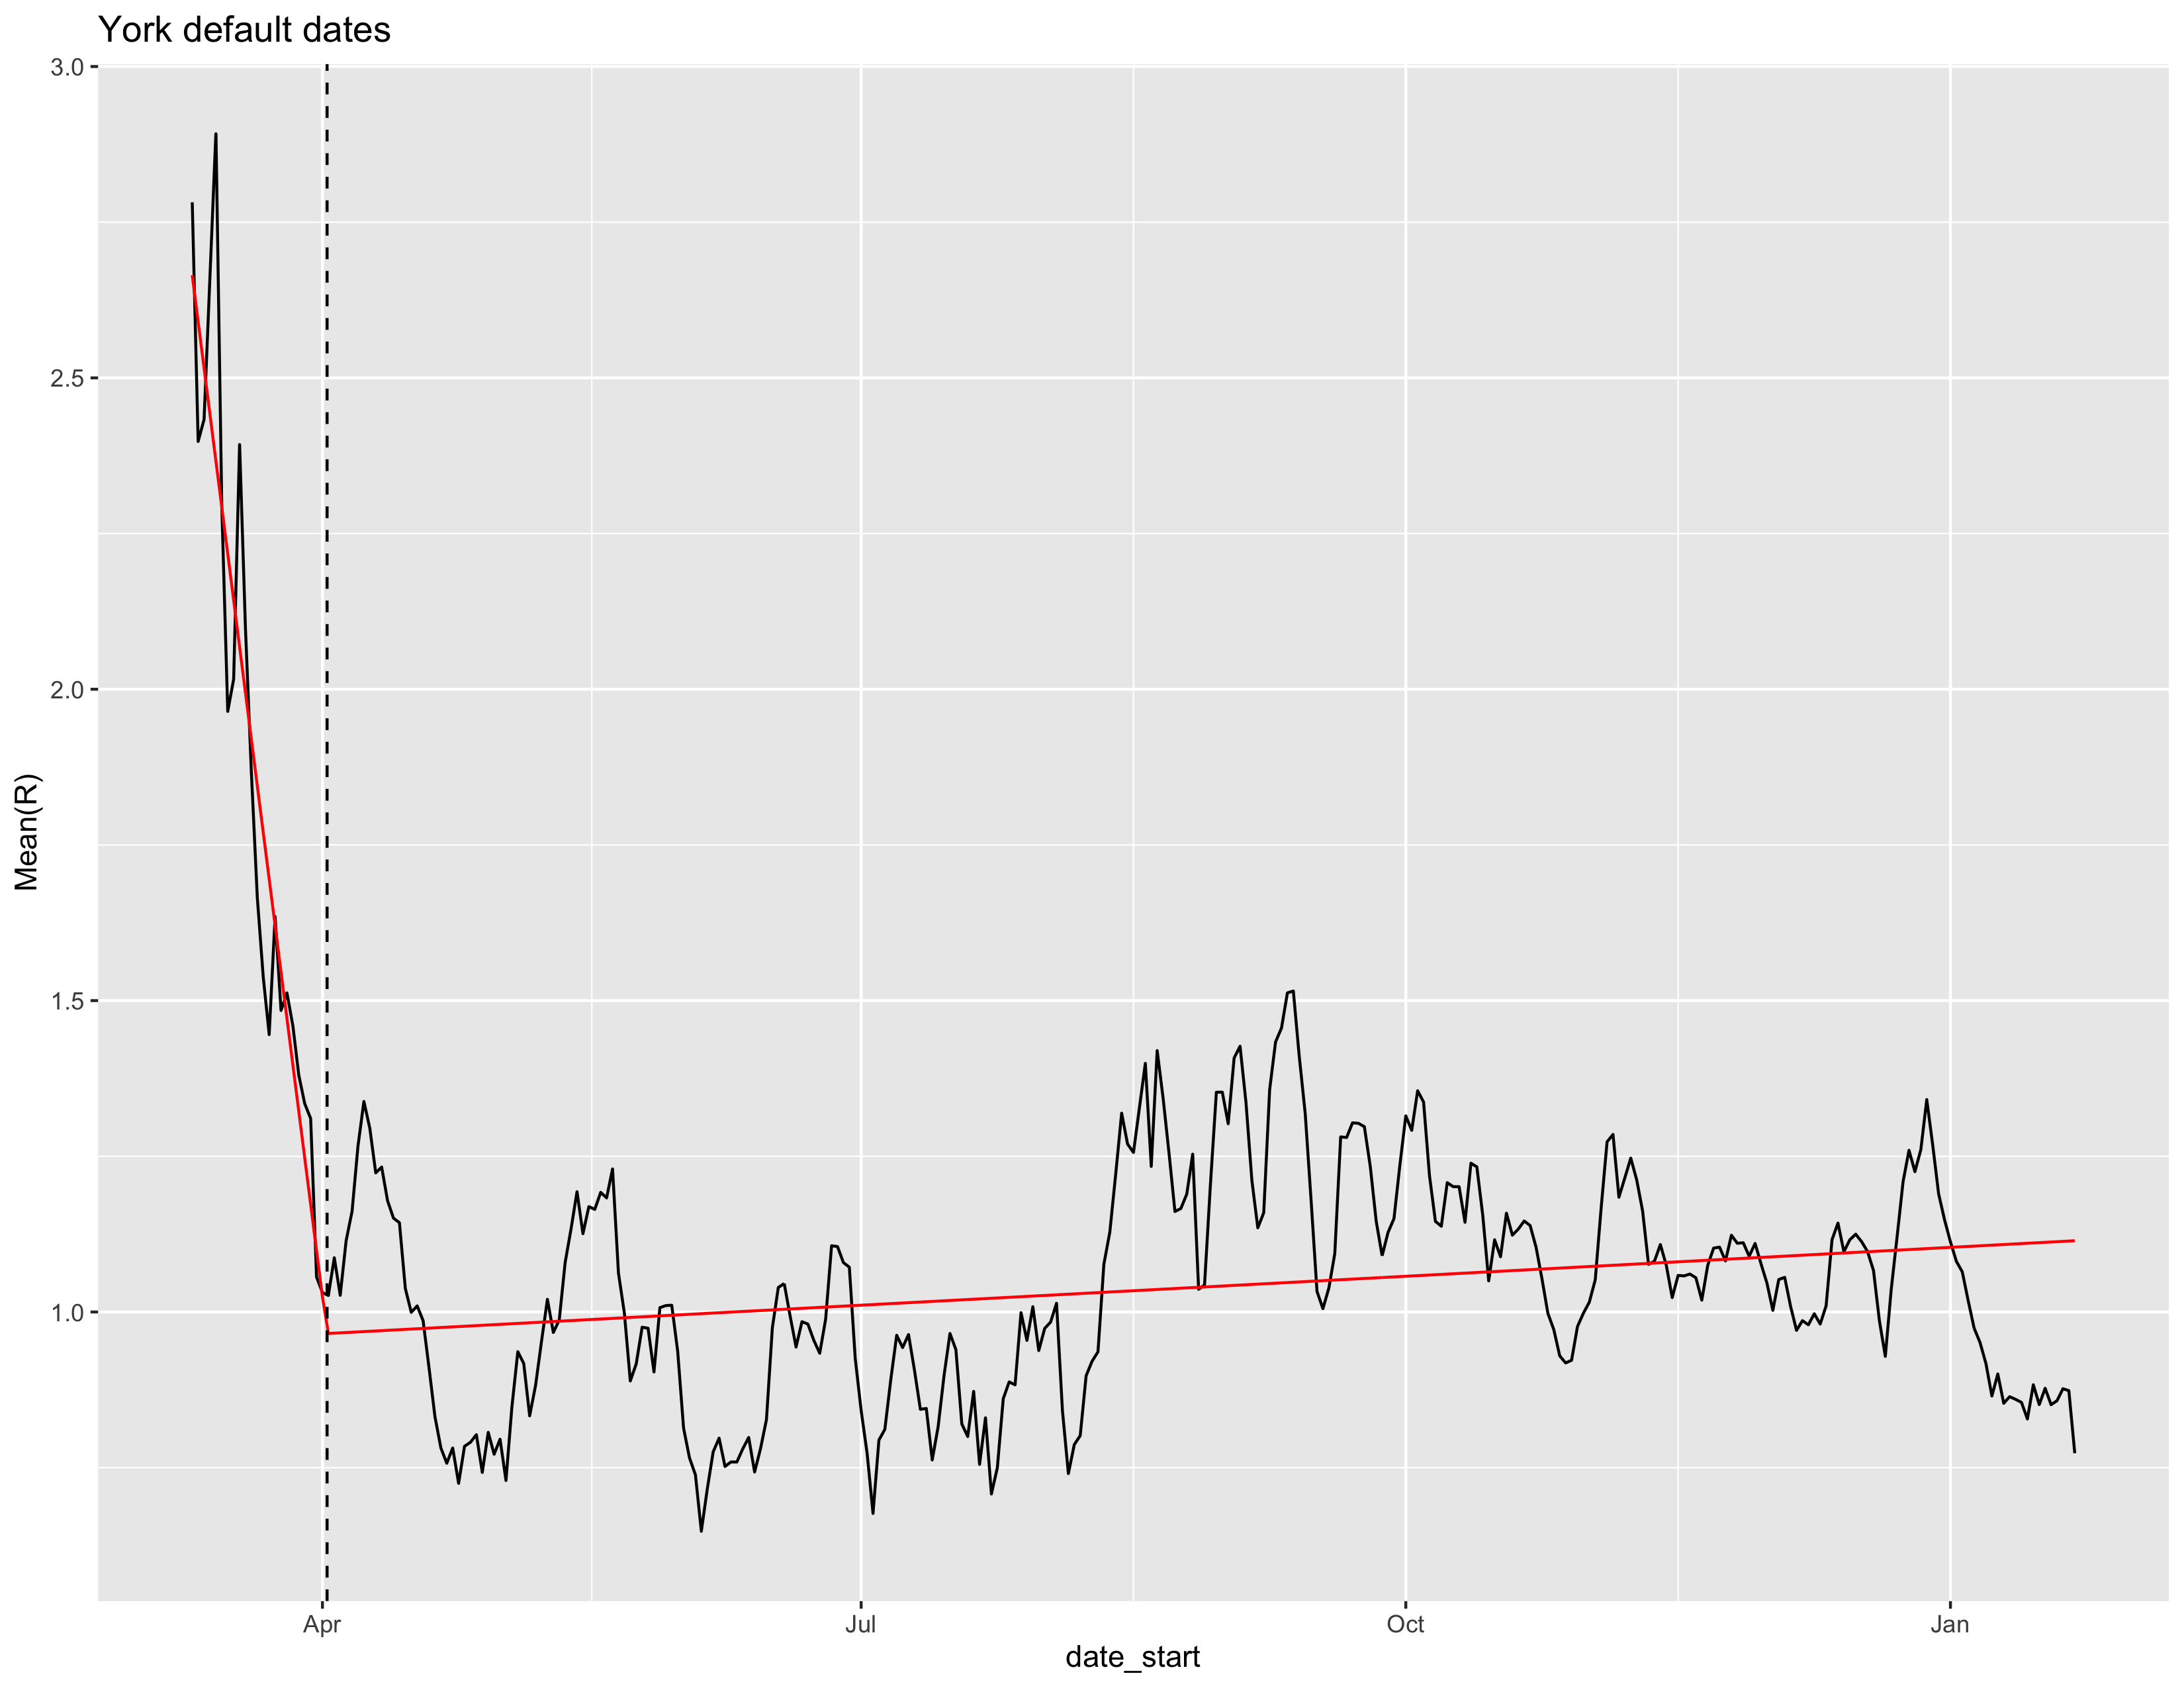 York default dates
3.0
2.5
2.0
1.5
1.0
Mean(R)
Apr
Jul
Oct
Jan
date_start